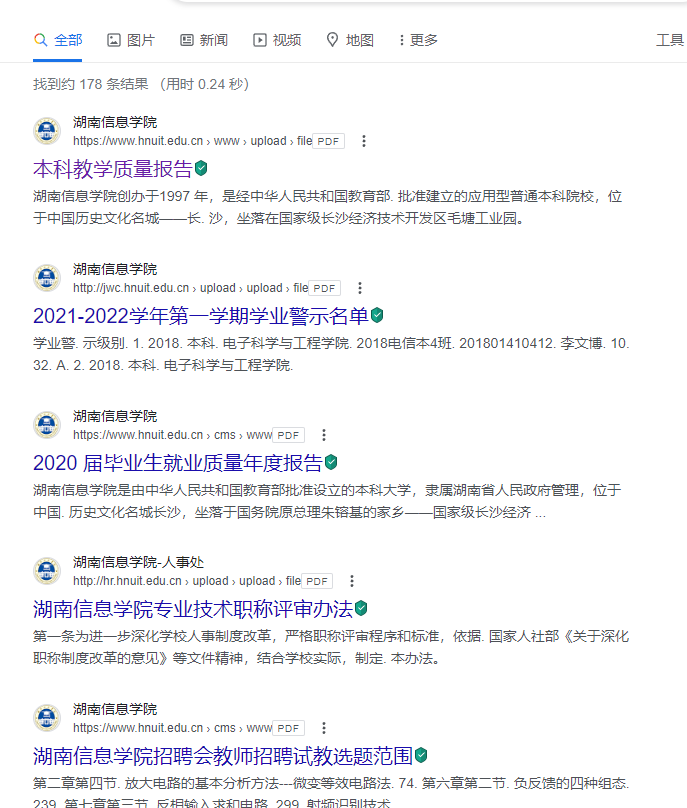 全部 图片 新闻 视频 地图 更多 工具
找到约 178 条结果 （用时 0.24 秒）
湖南信息学院
https://www.hnuit.edu.cn › www › upload › file PDF
本科教学质量报告
湖南信息学院创办于1997 年，是经中华人民共和国教育部. 批准建立的应用型普通本科院校，位
于中国历史文化名城——长. 沙，坐落在国家级长沙经济技术开发区毛塘工业园。
湖南信息学院
http://jwc.hnuit.edu.cn › upload › upload › file PDF
2021-2022学年第一学期学业警示名单
学业警. 示级别. 1. 2018. 本科. 电子科学与工程学院. 2018电信本4班. 201801410412. 李文博. 10.
32. A. 2. 2018. 本科. 电子科学与工程学院.
湖南信息学院
https://www.hnuit.edu.cn › cms › www PDF
2020 届毕业生就业质量年度报告
湖南信息学院是由中华人民共和国教育部批准设立的本科大学，隶属湖南省人民政府管理，位于
中国. 历史文化名城长沙，坐落于国务院原总理朱镕基的家乡——国家级长沙经济 ...
湖南信息学院-人事处
http://hr.hnuit.edu.cn › upload › upload › file PDF
湖南信息学院专业技术职称评审办法
第一条为进一步深化学校人事制度改革，严格职称评审程序和标准，依据. 国家人社部《关于深化
职称制度改革的意见》等文件精神，结合学校实际，制定. 本办法。
湖南信息学院
https://www.hnuit.edu.cn › cms › www PDF
湖南信息学院招聘会教师招聘试教选题范围
第二章第四节. 放大电路的基本分析方法---微变等效电路法. 74. 第六章第二节. 负反馈的四种组态.
239. 第七章第三节. 反相输入求和电路. 299. 射频识别技术